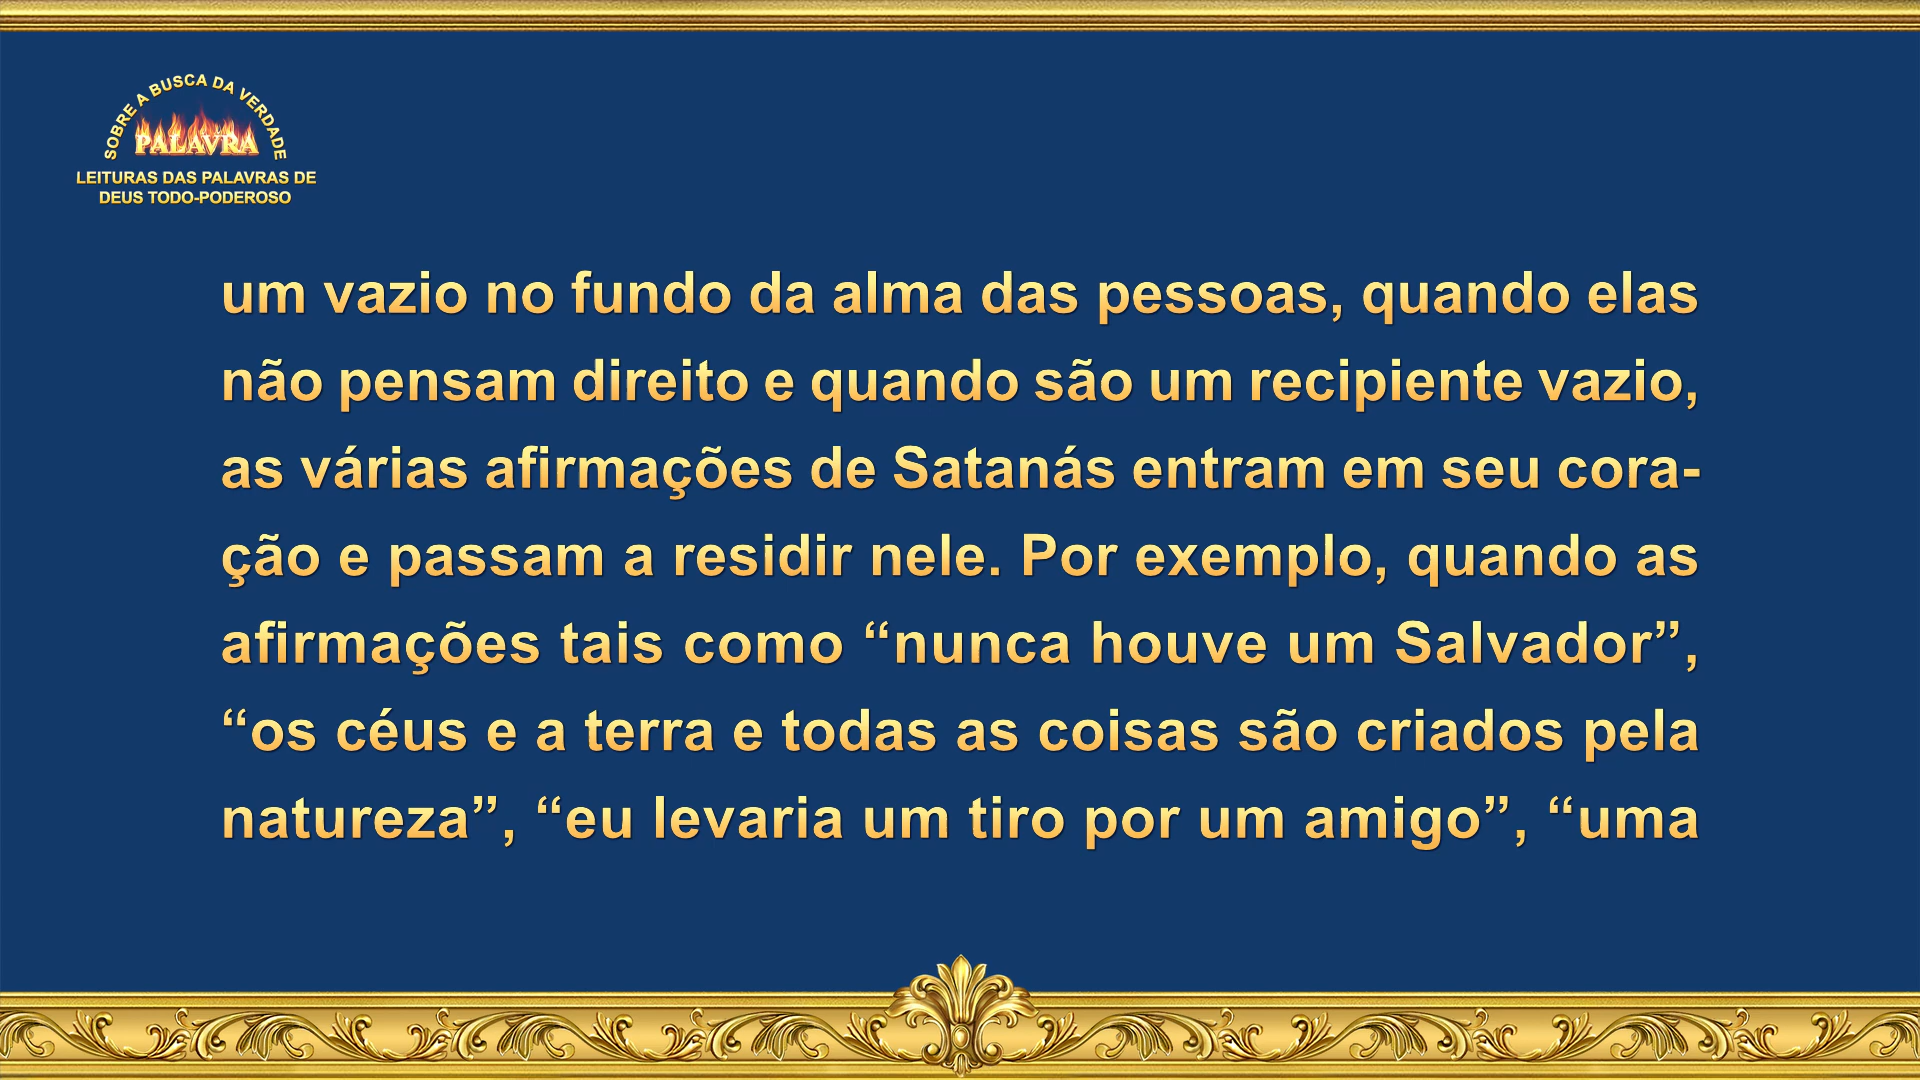 SOBRE A BUSCA DA VERDADE
PALAVRA
LEITURAS DAS PALAVRAS DE
DEUS TODO-PODEROSO
um vazio no fundo da alma das pessoas, quando elas
não pensam direito e quando são um recipiente vazio,
as várias afirmações de Satanás entram em seu cora-
ção e passam a residir nele. Por exemplo, quando as
afirmações tais como “nunca houve um Salvador”,
“os céus e a terra e todas as coisas são criados pela
natureza”, “eu levaria um tiro por um amigo”, “uma